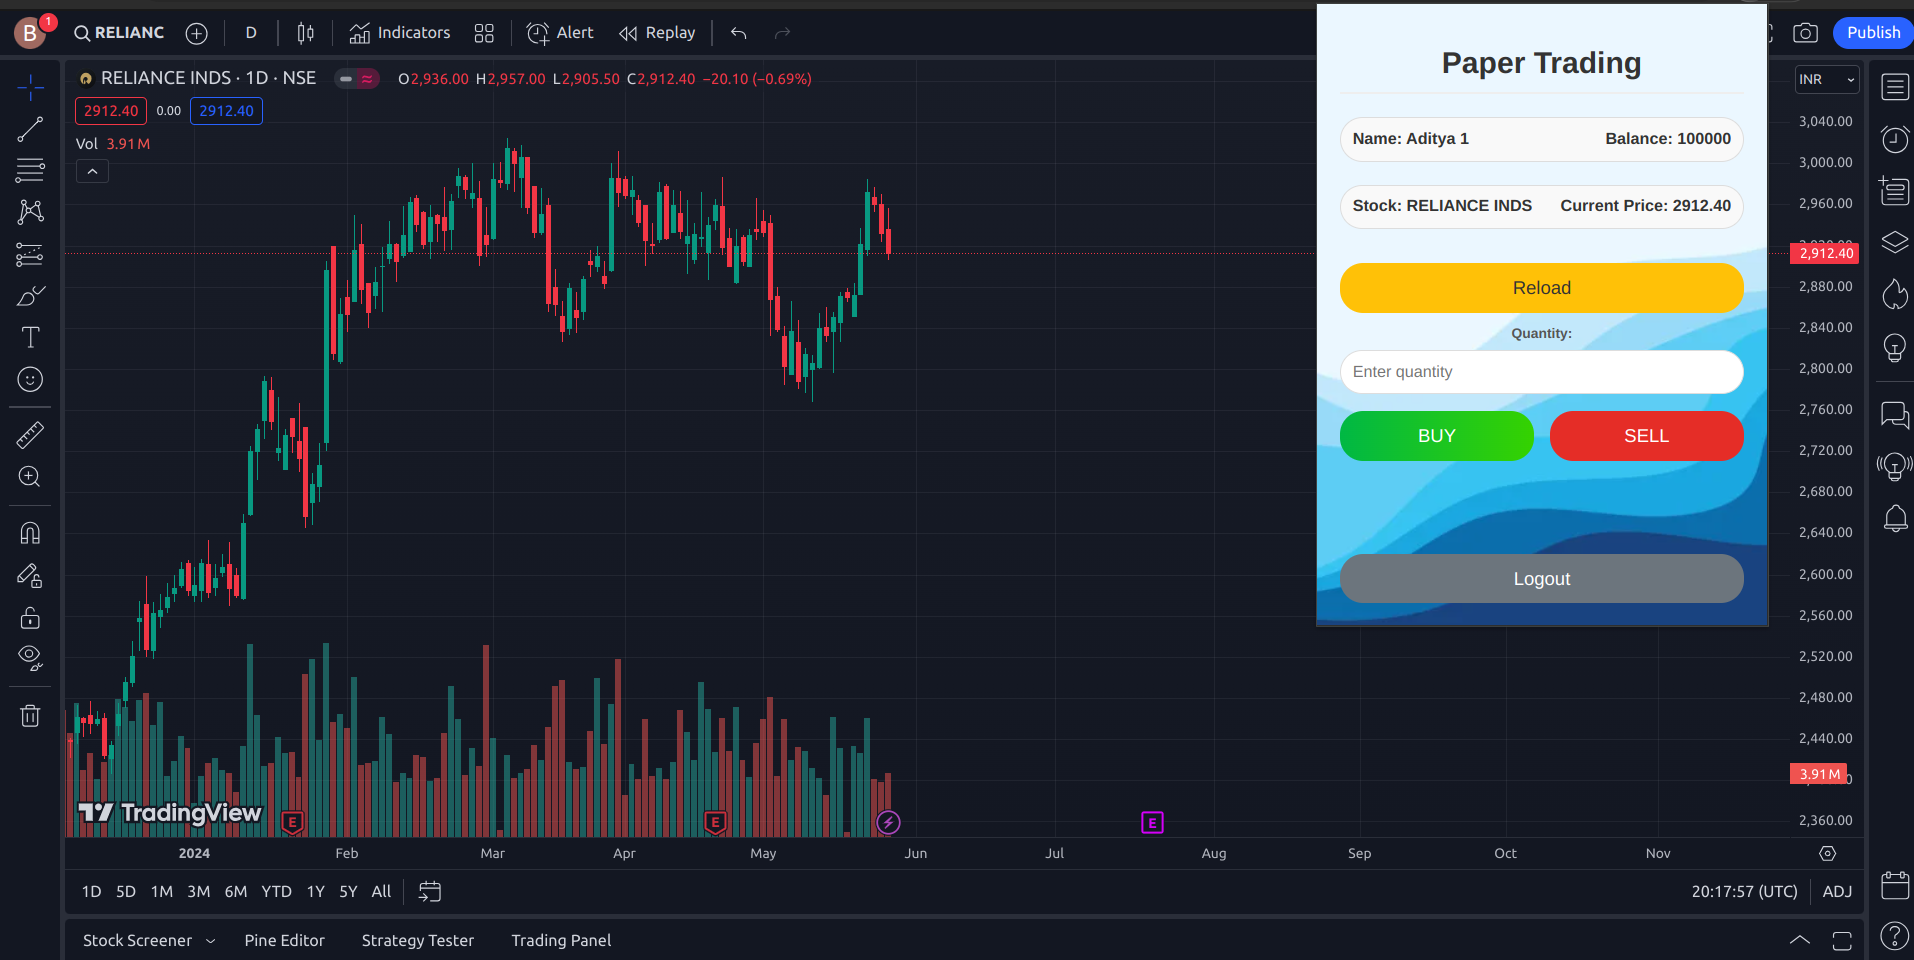 B 1 RELIANC D Indicators Alert Replay Publish
RELIANCE INDS · 1D · NSE O2,936.00 H2,957.00 L2,905.50 C2,912.40 −20.10 (−0.69%)
2912.40 0.00 2912.40
Vol 3.91 M
Paper Trading
Name: Aditya 1 Balance: 100000
Stock: RELIANCE INDS Current Price: 2912.40
Reload
Quantity:
Enter quantity
BUY SELL
Logout
INR
3,040.00
3,000.00
2,960.00
2,912.40
2,880.00
2,840.00
2,800.00
2,760.00
2,720.00
2,680.00
2,640.00
2,600.00
2,560.00
2,520.00
2,480.00
2,440.00
3.91 M
2,360.00
TradingView
E E E
2024 Feb Mar Apr May Jun Jul Aug Sep Oct Nov
1D 5D 1M 3M 6M YTD 1Y 5Y All 20:17:57 (UTC) ADJ
Stock Screener Pine Editor Strategy Tester Trading Panel